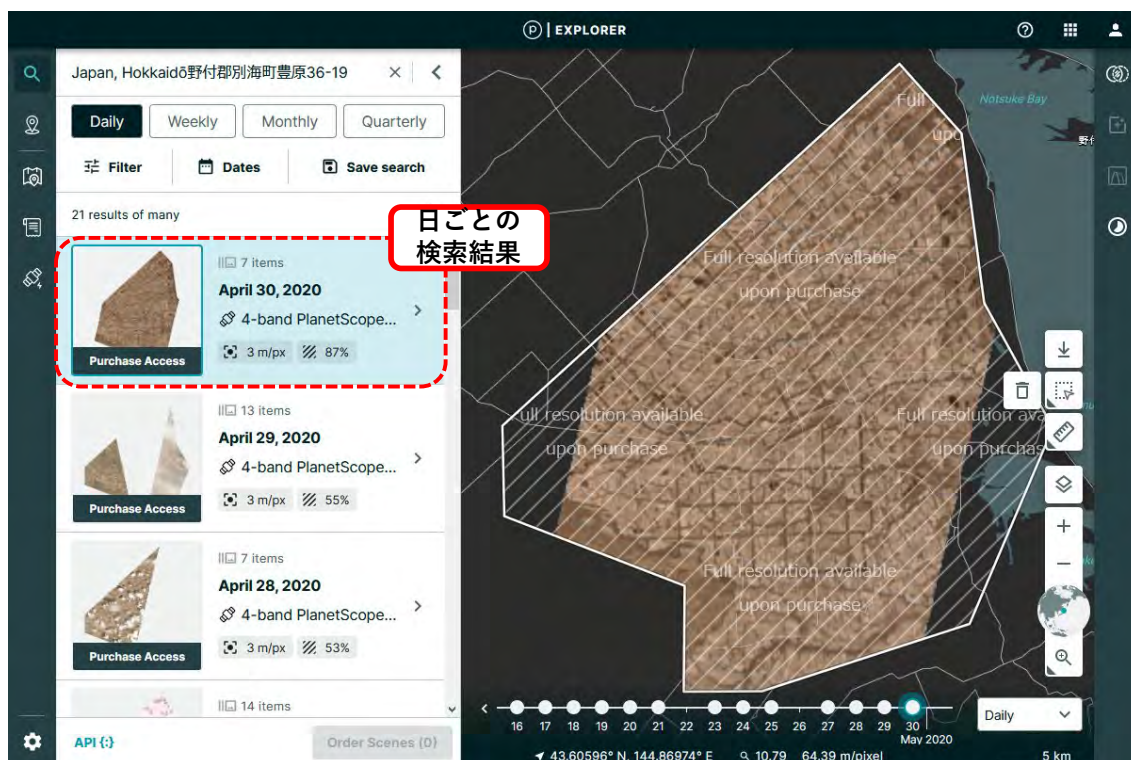 P | EXPLORER
Japan, Hokkaidō野付郡別海町豊原36-19
Daily Weekly Monthly Quarterly
Filter Dates Save search
21 results of many
日ごとの
検索結果
7 items
April 30, 2020
4-band PlanetScope...
3 m/px 87%
Purchase Access
13 items
April 29, 2020
4-band PlanetScope...
3 m/px 55%
Purchase Access
7 items
April 28, 2020
4-band PlanetScope...
3 m/px 53%
Purchase Access
14 items
API {:}
Order Scenes (0)
Notsuke Bay
Full
upo
Full resolution available
upon purchase
ull resolution available
upon purchase
Full resolution ava
upon purchas
Full resolution available
upon purchase
16 17 18 19 20 21 22 23 24 25 26 27 28 29 30
May 2020
Daily
43.60596° N, 144.86974° E 10.79 64.39 m/pixel 5 km